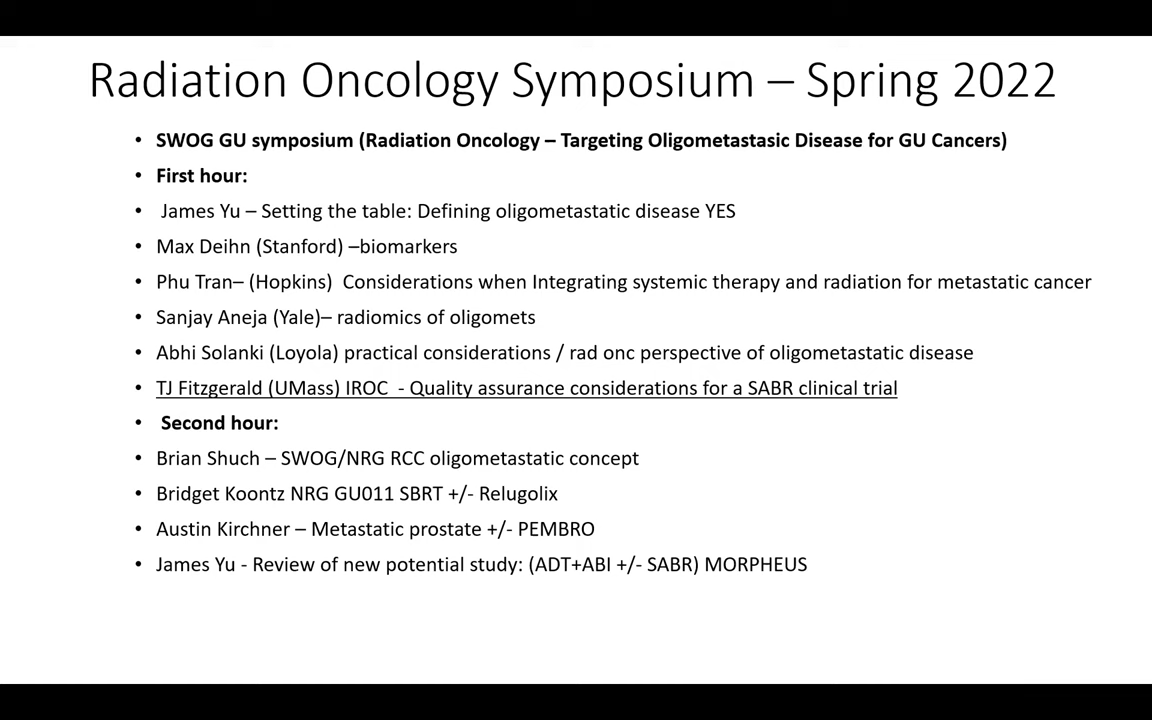 Radiation Oncology Symposium – Spring 2022
• SWOG GU symposium (Radiation Oncology – Targeting Oligometastasic Disease for GU Cancers)
• First hour:
• James Yu – Setting the table: Defining oligometastatic disease YES
• Max Deihn (Stanford) –biomarkers
• Phu Tran– (Hopkins)  Considerations when Integrating systemic therapy and radiation for metastatic cancer
• Sanjay Aneja (Yale)– radiomics of oligomets
• Abhi Solanki (Loyola) practical considerations / rad onc perspective of oligometastatic disease
• TJ Fitzgerald (UMass) IROC  - Quality assurance considerations for a SABR clinical trial
• Second hour:
• Brian Shuch – SWOG/NRG RCC oligometastatic concept
• Bridget Koontz NRG GU011 SBRT +/- Relugolix
• Austin Kirchner – Metastatic prostate +/- PEMBRO
• James Yu - Review of new potential study: (ADT+ABI +/- SABR) MORPHEUS